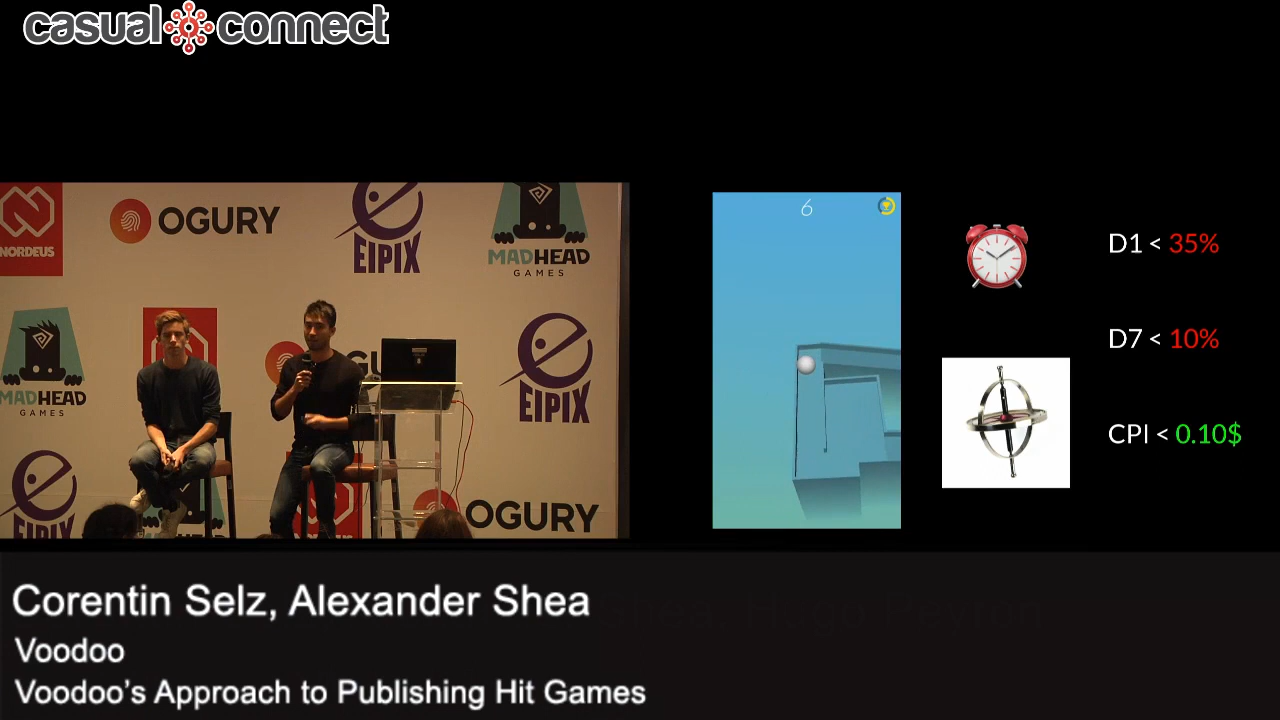 casual connect
NORDEUS
OGURY
EIPIX
MADHEAD
GAMES
MADHEAD
GAMES
EIPIX
EIPIX
OGURY
6
D1 < 35%
D7 < 10%
CPI < 0.10$
Corentin Selz, Alexander Shea
Voodoo
Voodoo's Approach to Publishing Hit Games